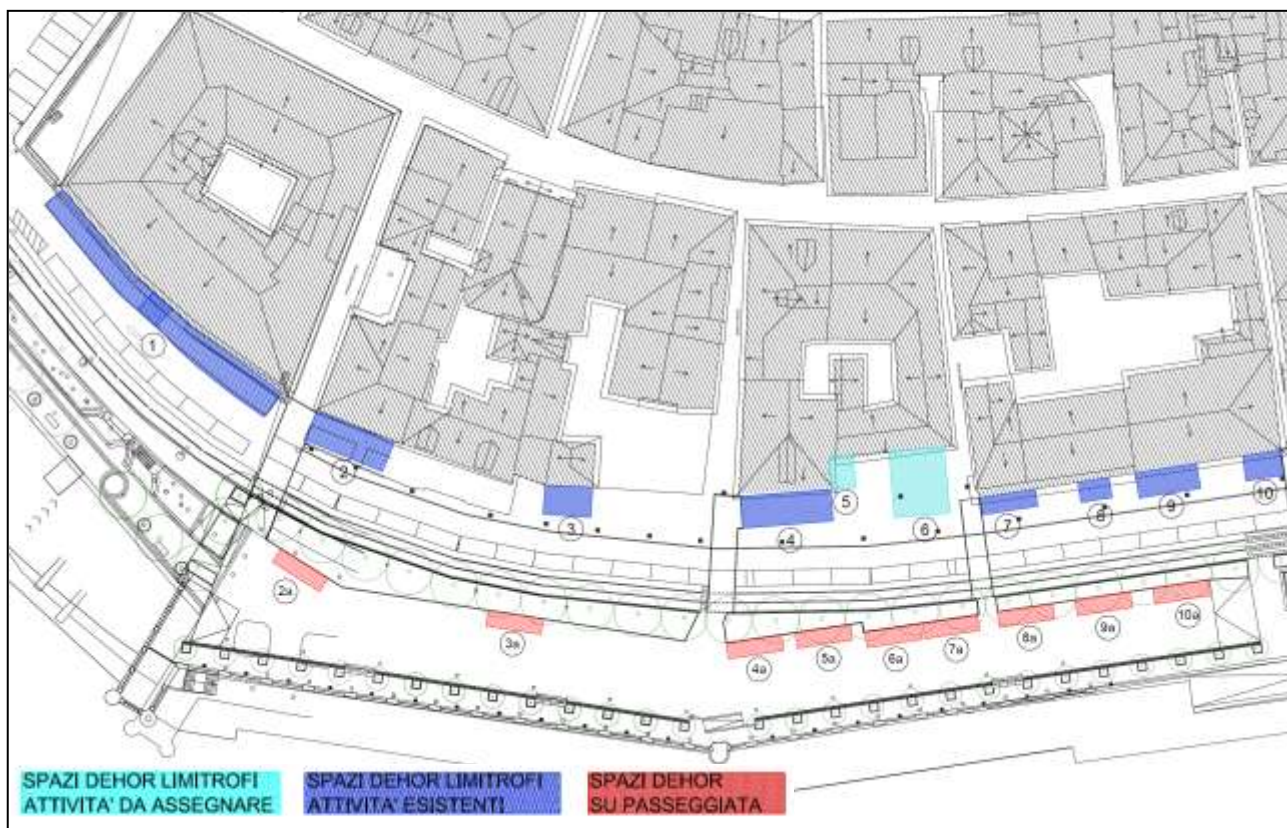 1
2
3
4
5
6
7
8
9
10
2a
3a
4a
5a
6a
7a
8a
9a
10a
SPAZI DEHOR LIMITROFI
ATTIVITA' DA ASSEGNARE
SPAZI DEHOR LIMITROFI
ATTIVITA' ESISTENTI
SPAZI DEHOR
SU PASSEGGIATA